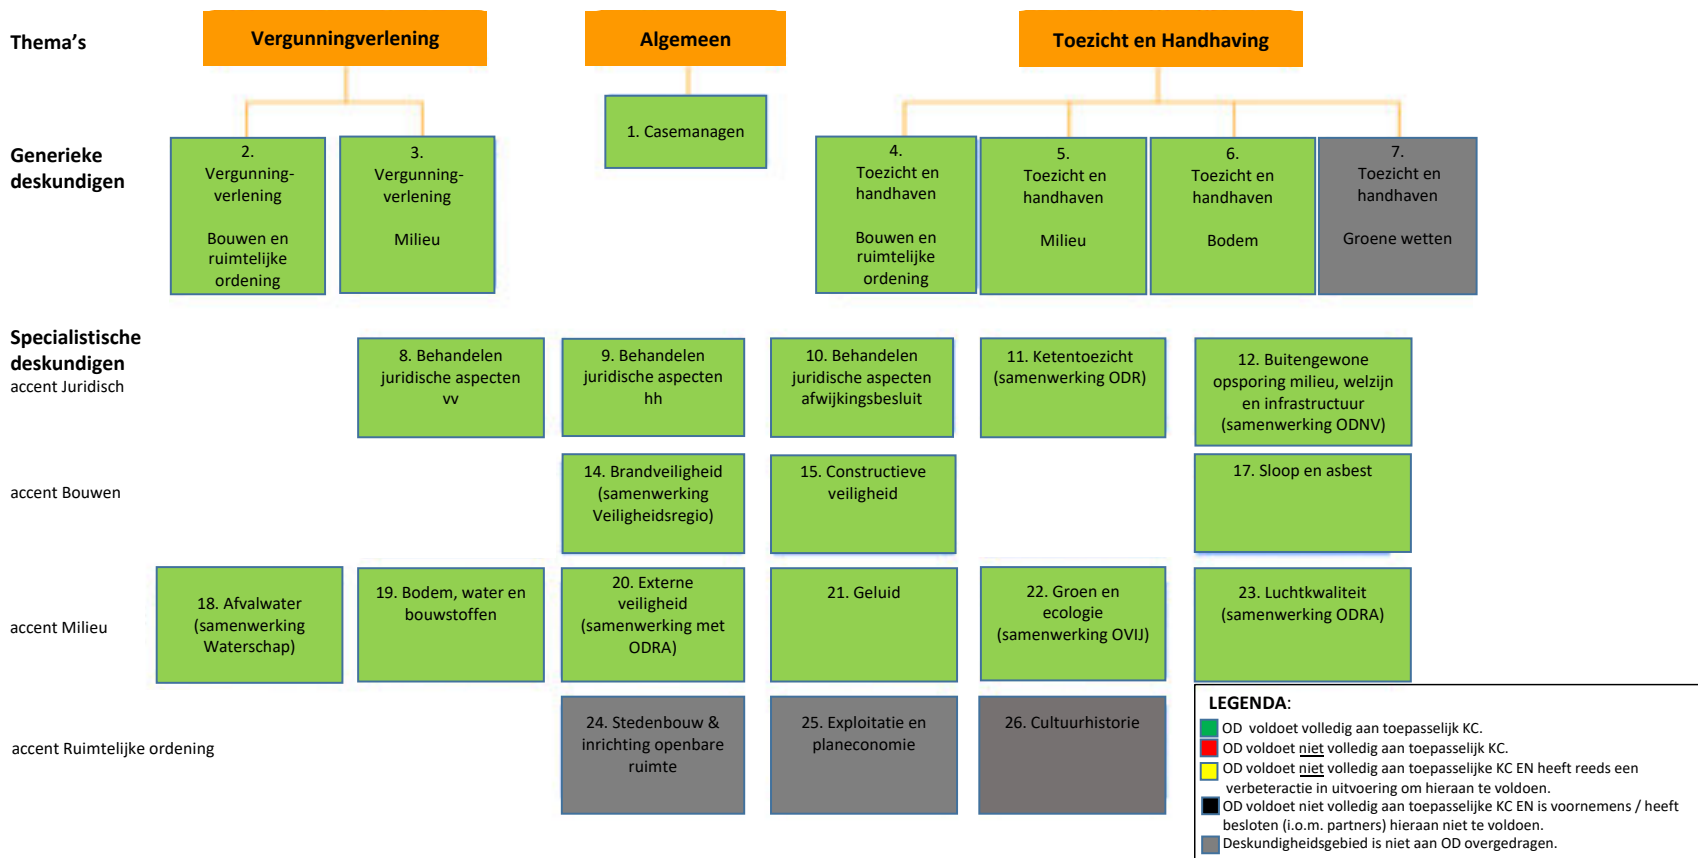 Thema's
Vergunningverlening
Algemeen
Toezicht en Handhaving
Generieke
deskundigen
1. Casemanagen
2.
Vergunning-
verlening
Bouwen en
ruimtelijke
ordening
3.
Vergunning-
verlening
Milieu
4.
Toezicht en
handhaven
Bouwen en
ruimtelijke
ordening
5.
Toezicht en
handhaven
Milieu
6.
Toezicht en
handhaven
Bodem
7.
Toezicht en
handhaven
Groene wetten
Specialistische
deskundigen
accent Juridisch
8. Behandelen
juridische aspecten
vv
9. Behandelen
juridische aspecten
hh
10. Behandelen
juridische aspecten
afwijkingsbesluit
11. Ketentoezicht
(samenwerking ODR)
12. Buitengewone
opsporing milieu, welzijn
en infrastructuur
(samenwerking ODNV)
accent Bouwen
14. Brandveiligheid
(samenwerking
Veiligheidsregio)
15. Constructieve
veiligheid
17. Sloop en asbest
accent Milieu
18. Afvalwater
(samenwerking
Waterschap)
19. Bodem, water en
bouwstoffen
20. Externe
veiligheid
(samenwerking met
ODRA)
21. Geluid
22. Groen en
ecologie
(samenwerking OVIJ)
23. Luchtkwaliteit
(samenwerking ODRA)
accent Ruimtelijke ordening
24. Stedenbouw &
inrichting openbare
ruimte
25. Exploitatie en
planeconomie
26. Cultuurhistorie
LEGENDA:
OD voldoet volledig aan toepasselijk KC.
OD voldoet niet volledig aan toepasselijk KC.
OD voldoet niet volledig aan toepasselijke KC EN heeft reeds een
verbeteractie in uitvoering om hieraan te voldoen.
OD voldoet niet volledig aan toepasselijke KC EN is voornemens / heeft
besloten (i.o.m. partners) hieraan niet te voldoen.
Deskundigheidsgebied is niet aan OD overgedragen.